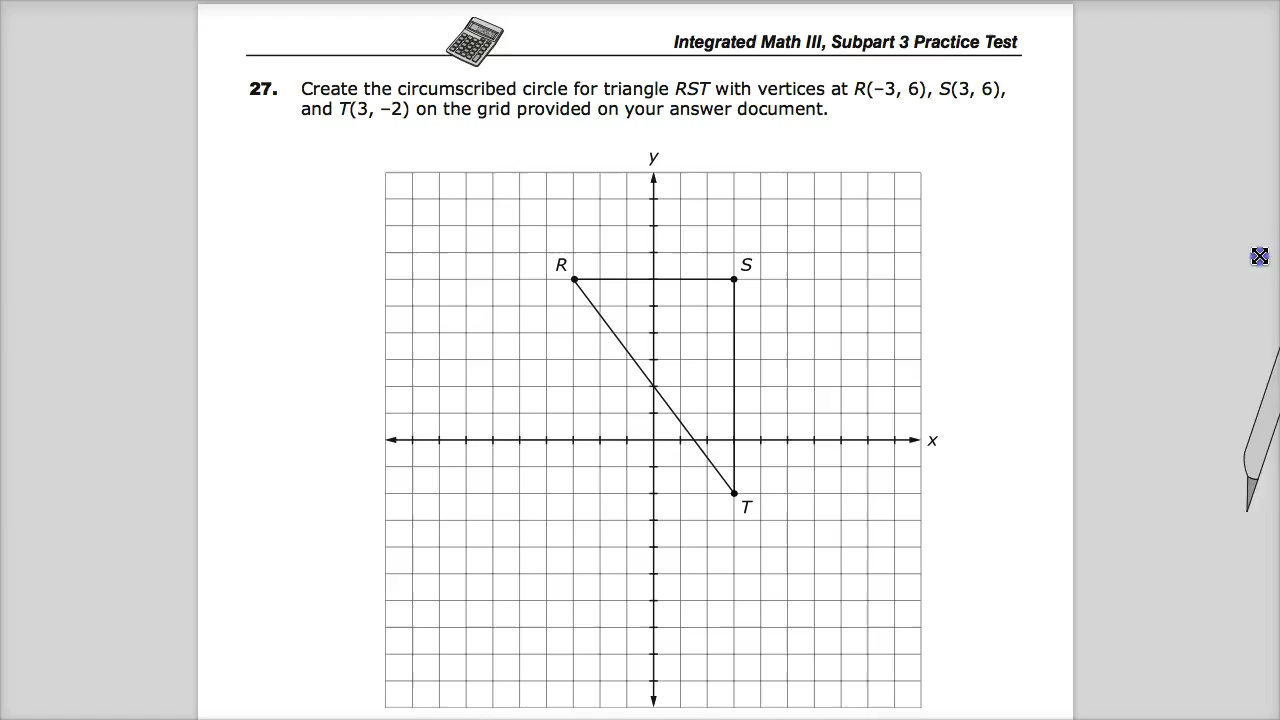 Integrated Math III, Subpart 3 Practice Test
27. Create the circumscribed circle for triangle RST with vertices at R(−3, 6), S(3, 6),
and T(3, −2) on the grid provided on your answer document.
y
R S
x
T